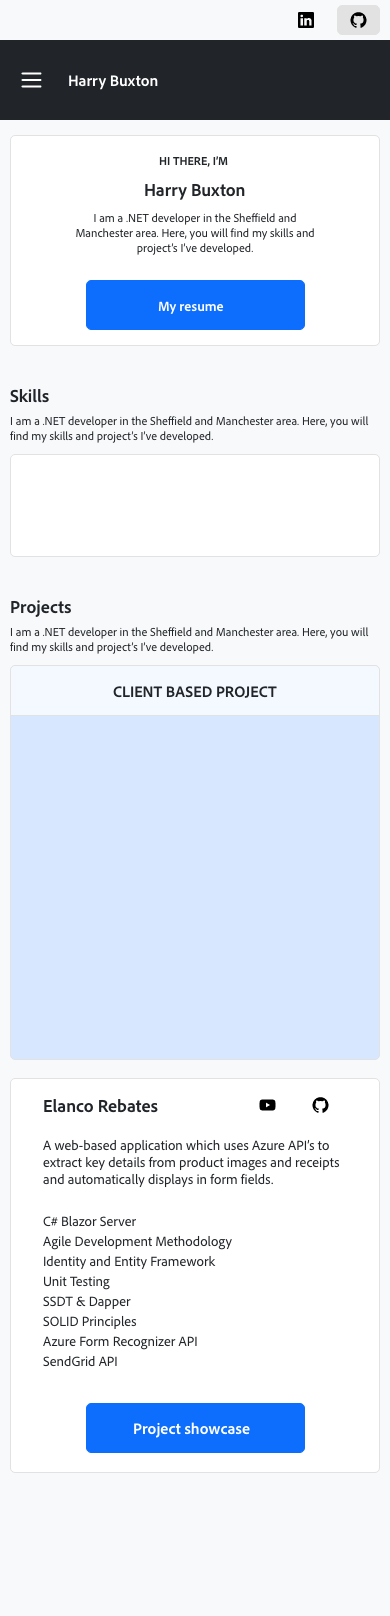 Harry Buxton
HI THERE, I'M
Harry Buxton
I am a .NET developer in the Sheffield and
Manchester area. Here, you will find my skills and
project's I've developed.
My resume
Skills
I am a .NET developer in the Sheffield and Manchester area. Here, you will
find my skills and project's I've developed.
Projects
I am a .NET developer in the Sheffield and Manchester area. Here, you will
find my skills and project's I've developed.
CLIENT BASED PROJECT
Elanco Rebates
A web-based application which uses Azure API's to
extract key details from product images and receipts
and automatically displays in form fields.
C# Blazor Server
Agile Development Methodology
Identity and Entity Framework
Unit Testing
SSDT & Dapper
SOLID Principles
Azure Form Recognizer API
SendGrid API
Project showcase